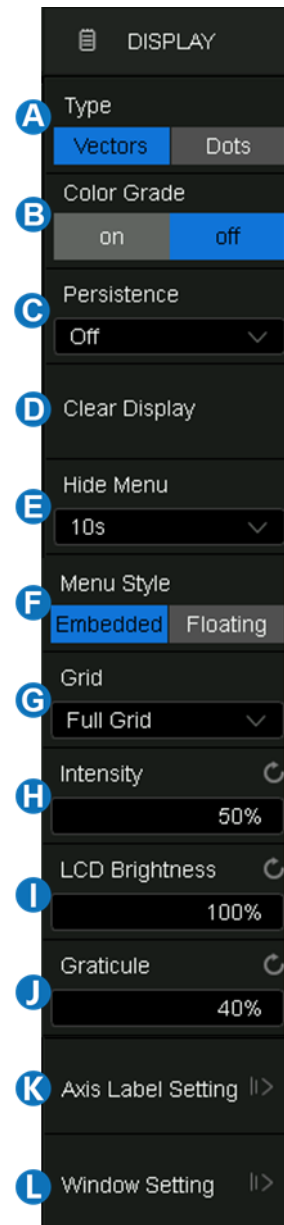 DISPLAY
A
Type
Vectors Dots
B
Color Grade
on off
C
Persistence
Off
D
Clear Display
E
Hide Menu
10s
F
Menu Style
Embedded Floating
G
Grid
Full Grid
H
Intensity
50%
I
LCD Brightness
100%
J
Graticule
40%
K
Axis Label Setting
L
Window Setting